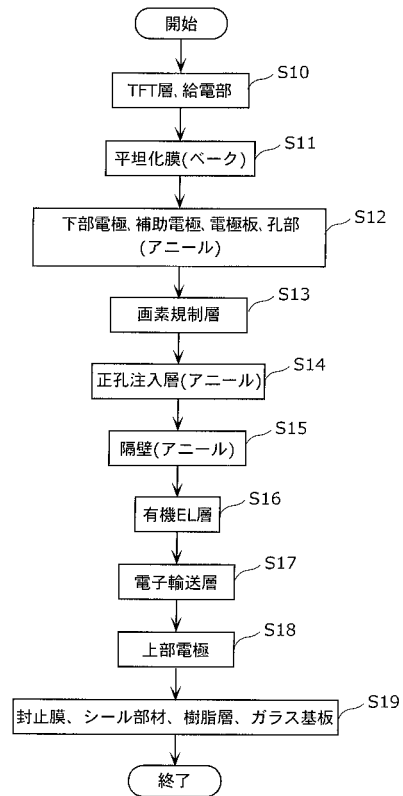 開始
S10
TFT層、給電部
S11
平坦化膜(ベーク)
S12
下部電極、補助電極、電極板、孔部
(アニール)
S13
画素規制層
S14
正孔注入層(アニール)
S15
隔壁(アニール)
S16
有機EL層
S17
電子輸送層
S18
上部電極
S19
封止膜、シール部材、樹脂層、ガラス基板
終了